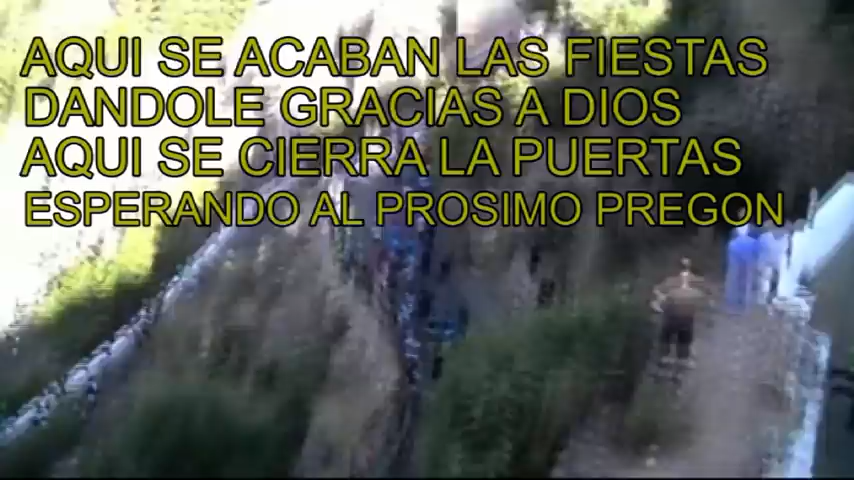 AQUI SE ACABAN LAS FIESTAS
DANDOLE GRACIAS A DIOS
AQUI SE CIERRA LA PUERTAS
ESPERANDO AL PROSIMO PREGON